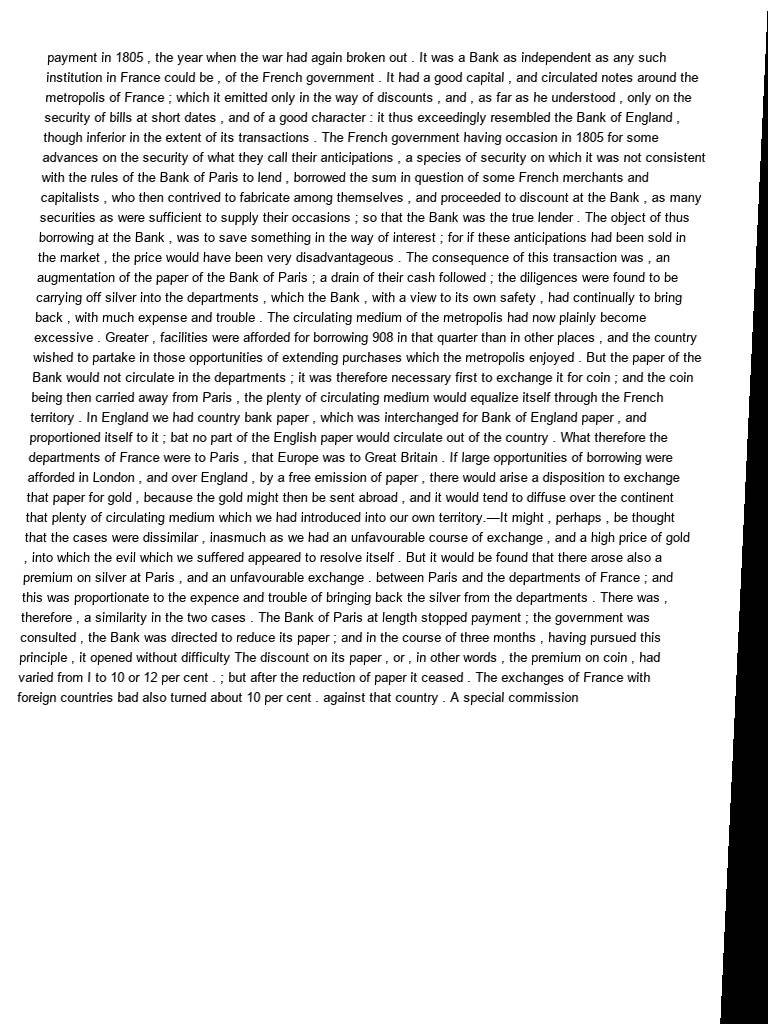 payment in 1805 , the year when the war had again broken out . It was a Bank as independent as any such
institution in France could be , of the French government . It had a good capital , and circulated notes around the
metropolis of France ; which it emitted only in the way of discounts , and , as far as he understood , only on the
security of bills at short dates , and of a good character : it thus exceedingly resembled the Bank of England ,
though inferior in the extent of its transactions . The French government having occasion in 1805 for some
advances on the security of what they call their anticipations , a species of security on which it was not consistent
with the rules of the Bank of Paris to lend , borrowed the sum in question of some French merchants and
capitalists , who then contrived to fabricate among themselves , and proceeded to discount at the Bank , as many
securities as were sufficient to supply their occasions ; so that the Bank was the true lender . The object of thus
borrowing at the Bank , was to save something in the way of interest ; for if these anticipations had been sold in
the market , the price would have been very disadvantageous . The consequence of this transaction was , an
augmentation of the paper of the Bank of Paris ; a drain of their cash followed ; the diligences were found to be
carrying off silver into the departments , which the Bank , with a view to its own safety , had continually to bring
back , with much expense and trouble . The circulating medium of the metropolis had now plainly become
excessive . Greater , facilities were afforded for borrowing 908 in that quarter than in other places , and the country
wished to partake in those opportunities of extending purchases which the metropolis enjoyed . But the paper of the
Bank would not circulate in the departments ; it was therefore necessary first to exchange it for coin ; and the coin
being then carried away from Paris , the plenty of circulating medium would equalize itself through the French
territory . In England we had country bank paper , which was interchanged for Bank of England paper , and
proportioned itself to it ; bat no part of the English paper would circulate out of the country . What therefore the
departments of France were to Paris , that Europe was to Great Britain . If large opportunities of borrowing were
afforded in London , and over England , by a free emission of paper , there would arise a disposition to exchange
that paper for gold , because the gold might then be sent abroad , and it would tend to diffuse over the continent
that plenty of circulating medium which we had introduced into our own territory.—It might , perhaps , be thought
that the cases were dissimilar , inasmuch as we had an unfavourable course of exchange , and a high price of gold
, into which the evil which we suffered appeared to resolve itself . But it would be found that there arose also a
premium on silver at Paris , and an unfavourable exchange . between Paris and the departments of France ; and
this was proportionate to the expence and trouble of bringing back the silver from the departments . There was ,
therefore , a similarity in the two cases . The Bank of Paris at length stopped payment ; the government was
consulted , the Bank was directed to reduce its paper ; and in the course of three months , having pursued this
principle , it opened without difficulty The discount on its paper , or , in other words , the premium on coin , had
varied from I to 10 or 12 per cent . ; but after the reduction of paper it ceased . The exchanges of France with
foreign countries bad also turned about 10 per cent . against that country . A special commission